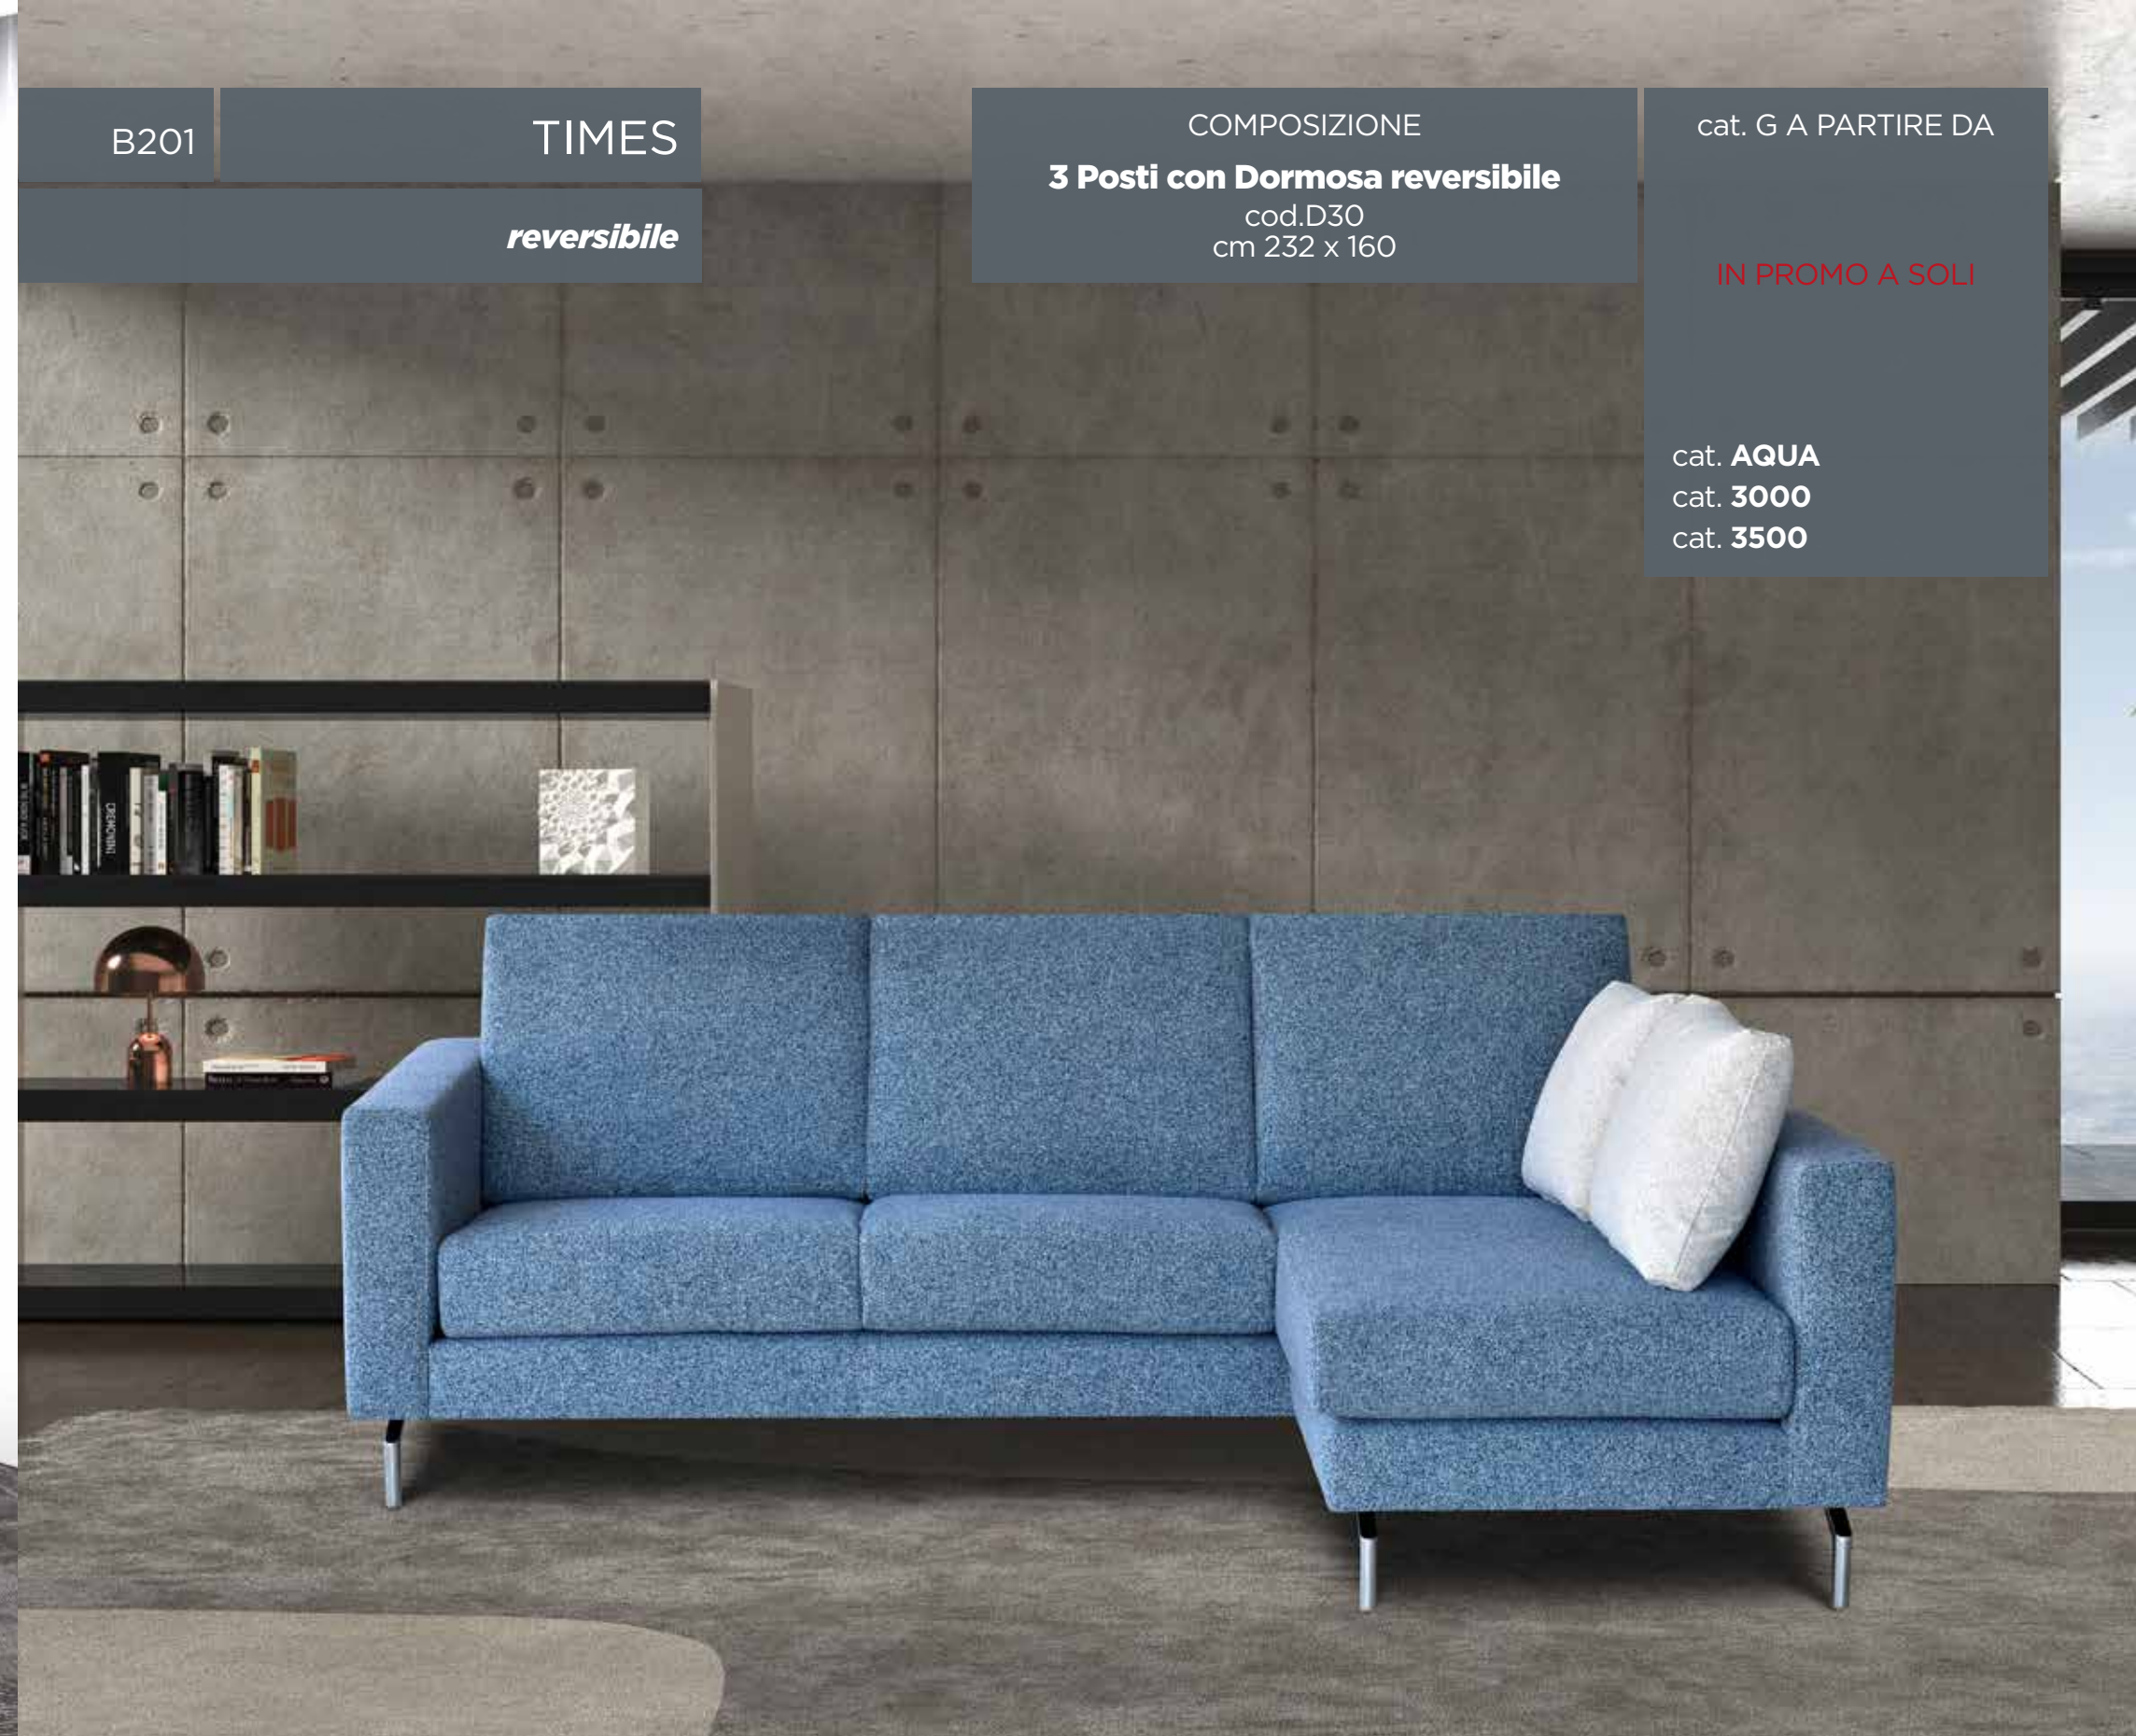 B201
TIMES
reversibile
COMPOSIZIONE
3 Posti con Dormosa reversibile
cod.D30
cm 232 x 160
cat. G A PARTIRE DA
IN PROMO A SOLI
cat. AQUA
cat. 3000
cat. 3500
CREMONINI